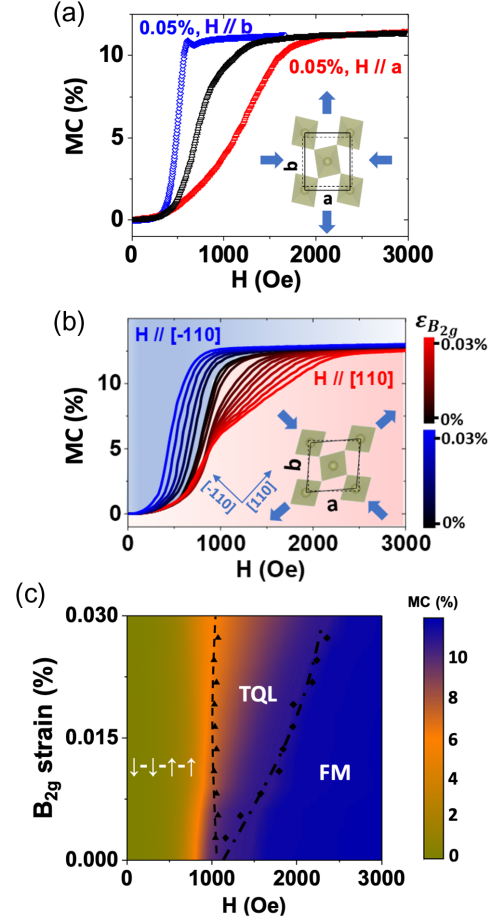 (a)
0.05%, H // b
0.05%, H // a
10
5
0
MC (%)
b
a
0
1000
2000
3000
H (Oe)
(b)
H // [-110]
H // [110]
εB2g
0.03%
0%
0.03%
0%
10
5
0
MC (%)
b
a
[-110]
[110]
0
1000
2000
3000
H (Oe)
(c)
MC (%)
0.030
0.015
0.000
B2g strain (%)
↓-↓-↑-↑
TQL
FM
10
8
6
4
2
0
0
1000
2000
3000
H (Oe)